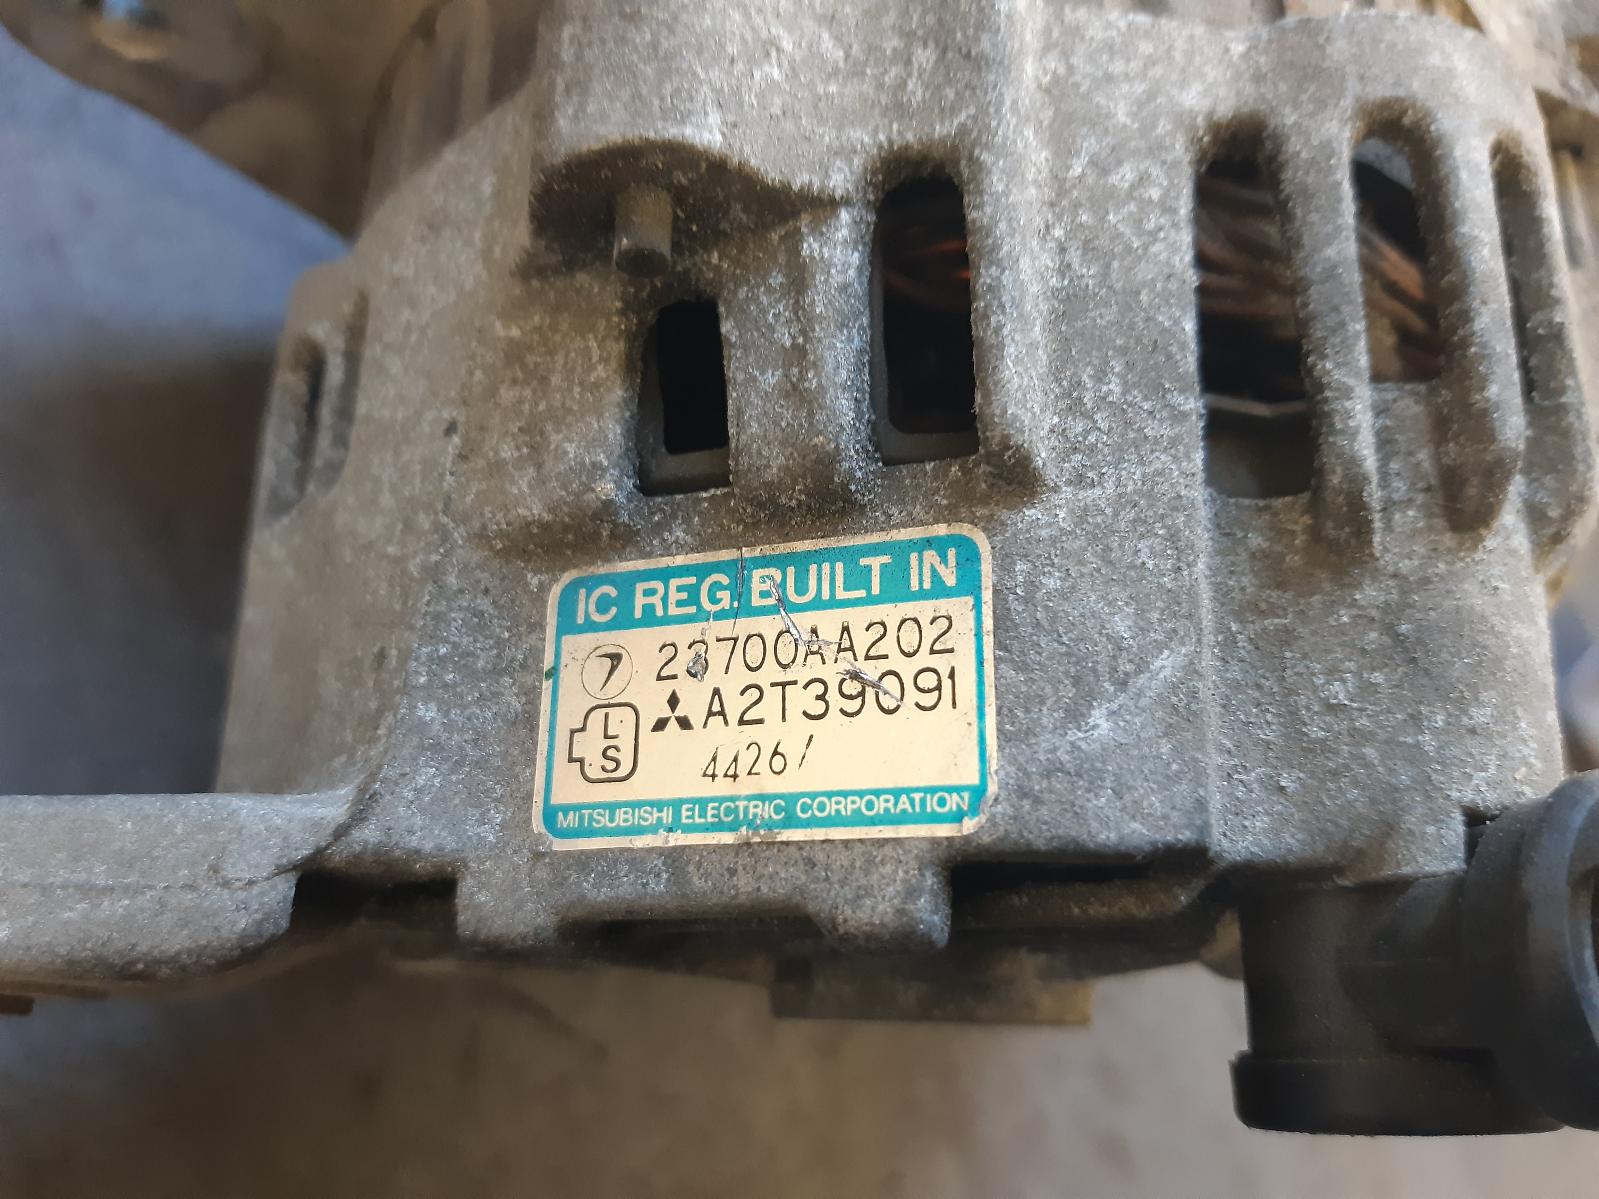 IC REG. BUILT IN
23700AA202
A2T39091
L
S
4426/
MITSUBISHI ELECTRIC CORPORATION